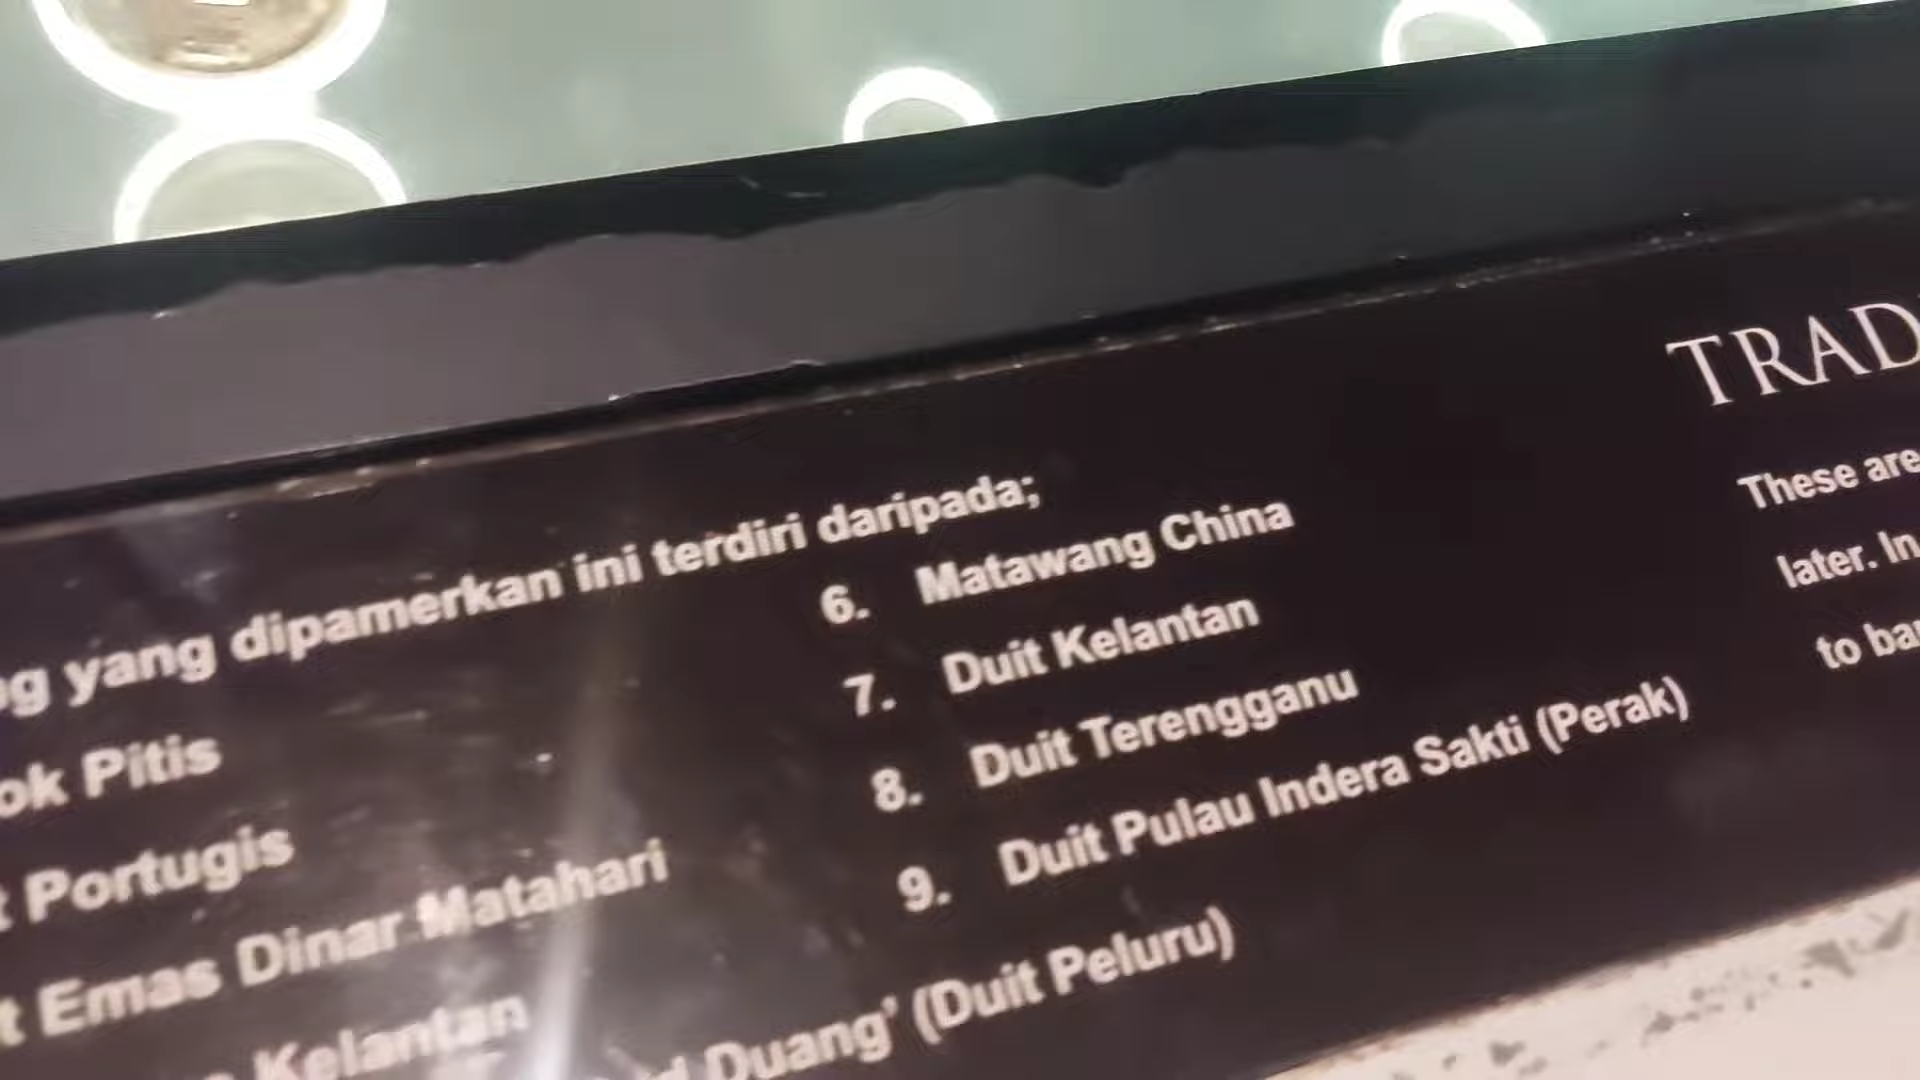 yang dipamerkan ini terdiri daripada;
Pitis
Portugis
Emas Dinar Matahari
Kelantan
Duang' (Duit Peluru)
6. Matawang China
7. Duit Kelantan
8. Duit Terengganu
9. Duit Pulau Indera Sakti (Perak)
TRAD
These are
later. In
to